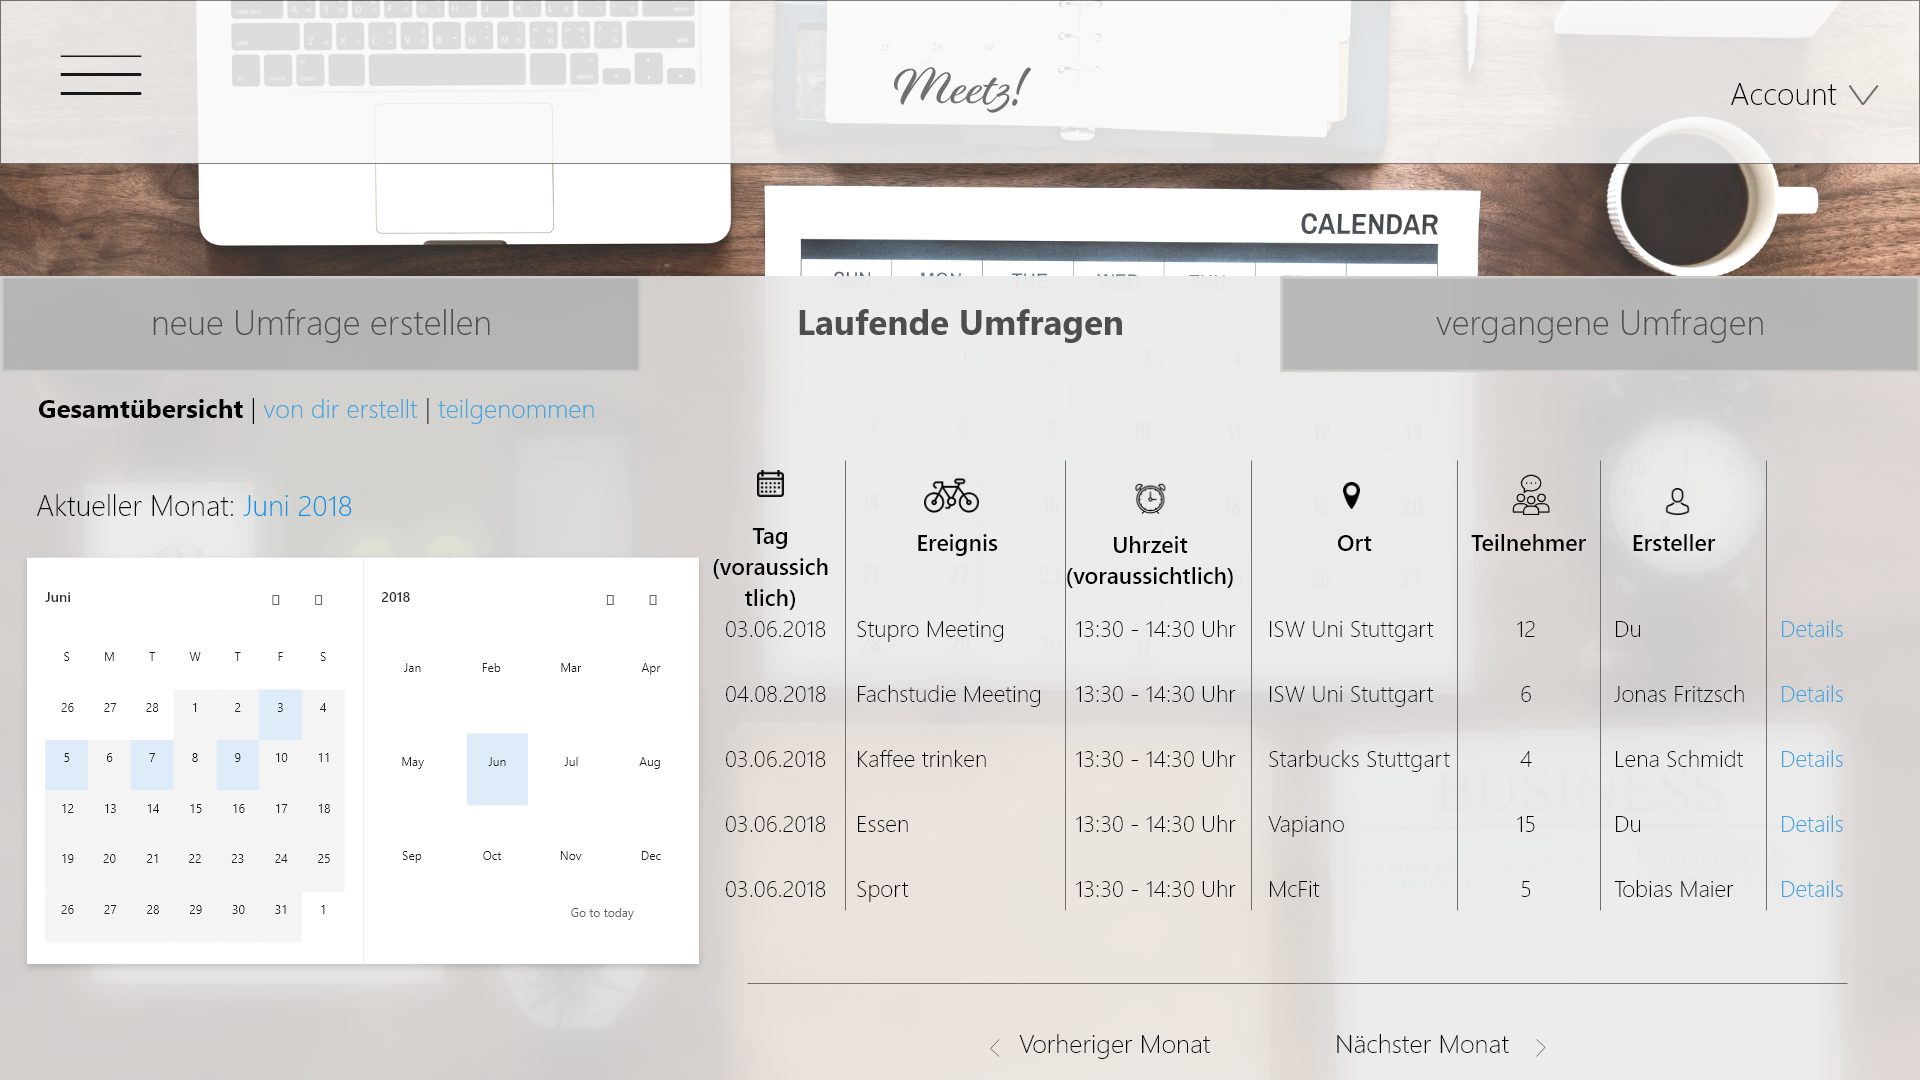 Meetz!
Account
CALENDAR
SUN MON TUE WED THU
neue Umfrage erstellen
Laufende Umfragen
vergangene Umfragen
Gesamtübersicht | von dir erstellt | teilgenommen
Aktueller Monat: Juni 2018
Juni
S M T W T F S
26 27 28 1 2 3 4
5 6 7 8 9 10 11
12 13 14 15 16 17 18
19 20 21 22 23 24 25
26 27 28 29 30 31 1
2018
Jan Feb Mar Apr
May Jun Jul Aug
Sep Oct Nov Dec
Go to today
Tag
(voraussich
tlich)
Ereignis
Uhrzeit
(voraussichtlich)
Ort
Teilnehmer
Ersteller
03.06.2018 Stupro Meeting 13:30 - 14:30 Uhr ISW Uni Stuttgart 12 Du Details
04.08.2018 Fachstudie Meeting 13:30 - 14:30 Uhr ISW Uni Stuttgart 6 Jonas Fritzsch Details
03.06.2018 Kaffee trinken 13:30 - 14:30 Uhr Starbucks Stuttgart 4 Lena Schmidt Details
03.06.2018 Essen 13:30 - 14:30 Uhr Vapiano 15 Du Details
03.06.2018 Sport 13:30 - 14:30 Uhr McFit 5 Tobias Maier Details
BUSINESS
Vorheriger Monat
Nächster Monat